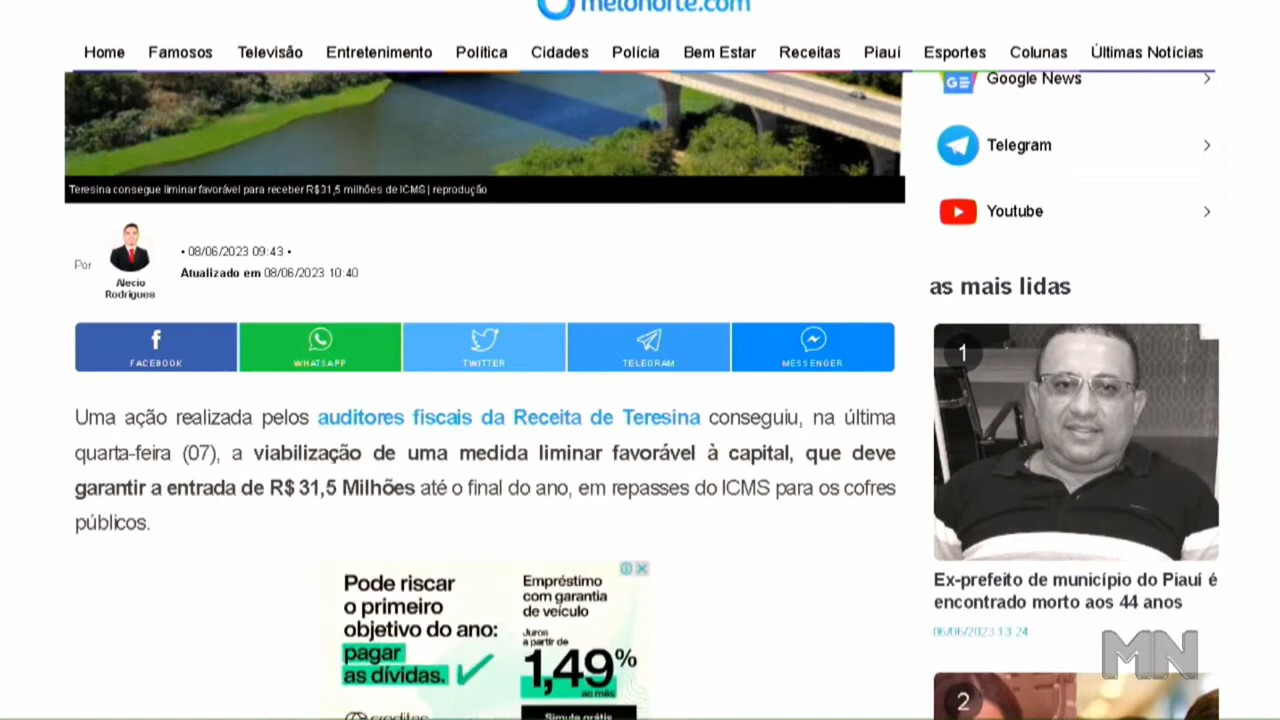 meionorte.com
Home Famosos Televisão Entretenimento Política Cidades Polícia Bem Estar Receitas Piauí Esportes Colunas Últimas Notícias
Teresina consegue liminar favorável para receber R$31,5 milhões de ICMS | reprodução
Por
Alecio
Rodrigues
• 08/06/2023 09:43 •
Atualizado em 08/06/2023 10:40
FACEBOOK
WHATSAPP
TWITTER
TELEGRAM
MESSENGER
Uma ação realizada pelos auditores fiscais da Receita de Teresina conseguiu, na última
quarta-feira (07), a viabilização de uma medida liminar favorável à capital, que deve
garantir a entrada de R$ 31,5 Milhões até o final do ano, em repasses do ICMS para os cofres
públicos.
Pode riscar
o primeiro
objetivo do ano:
pagar
as dívidas.
creditas
Empréstimo
com garantia
de veículo
Juros
a partir de
1,49%
ao mês
Simule grátis
Google News
Telegram
Youtube
as mais lidas
1
Ex-prefeito de município do Piauí é
encontrado morto aos 44 anos
06/06/2023 13:24
MN
2